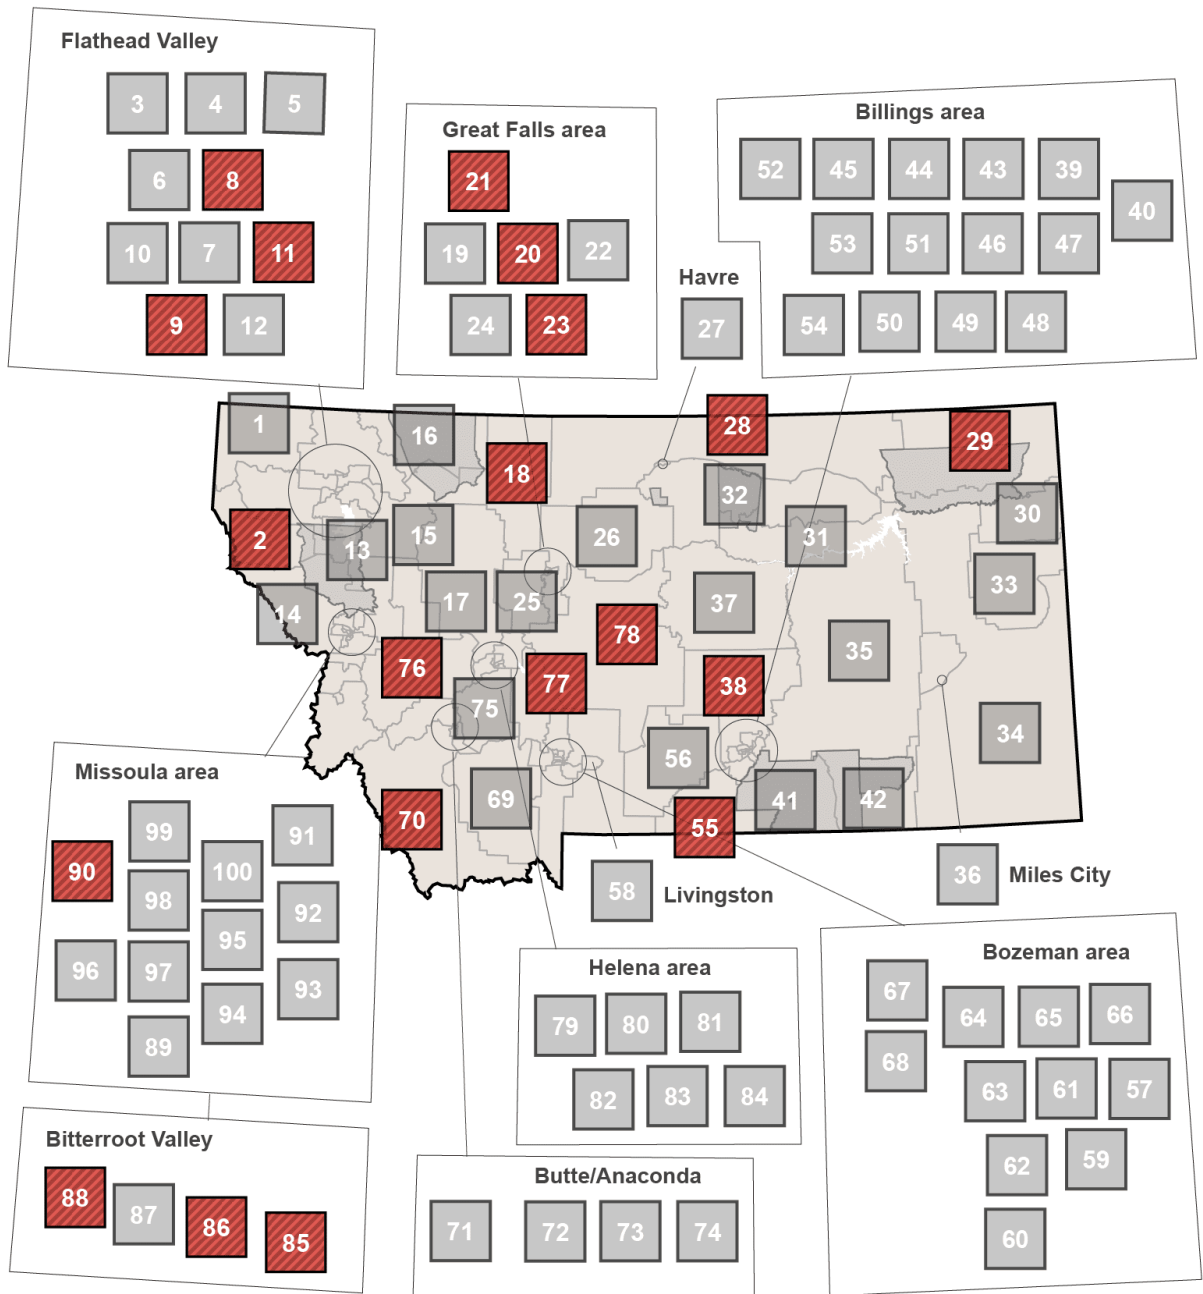 Flathead Valley
3 4 5
6 8
10 7 11
9 12
Great Falls area
21
19 20 22
24 23
Havre
27
Billings area
52 45 44 43 39
40
53 51 46 47
54 50 49 48
1
16
28
29
18
32
30
2
13
15
26
31
14
17
25
37
33
78
35
76
77
38
75
34
56
70
69
41
42
55
58
Livingston
36
Miles City
Missoula area
99
91
90
100
98
92
95
96
97
93
94
89
Bitterroot Valley
88
87
86
85
Helena area
79 80 81
82 83 84
Butte/Anaconda
71 72 73 74
Bozeman area
67
64 65 66
68
63 61 57
62 59
60